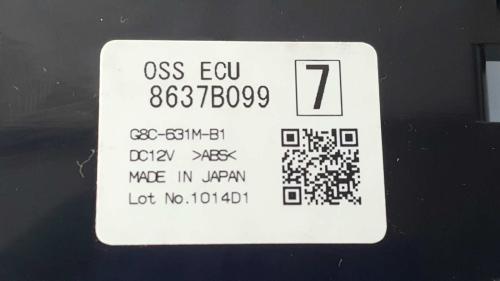 OSS ECU
8637B099
7
G8C-631M-B1
DC12V >ABS<
MADE IN JAPAN
Lot No.1014D1